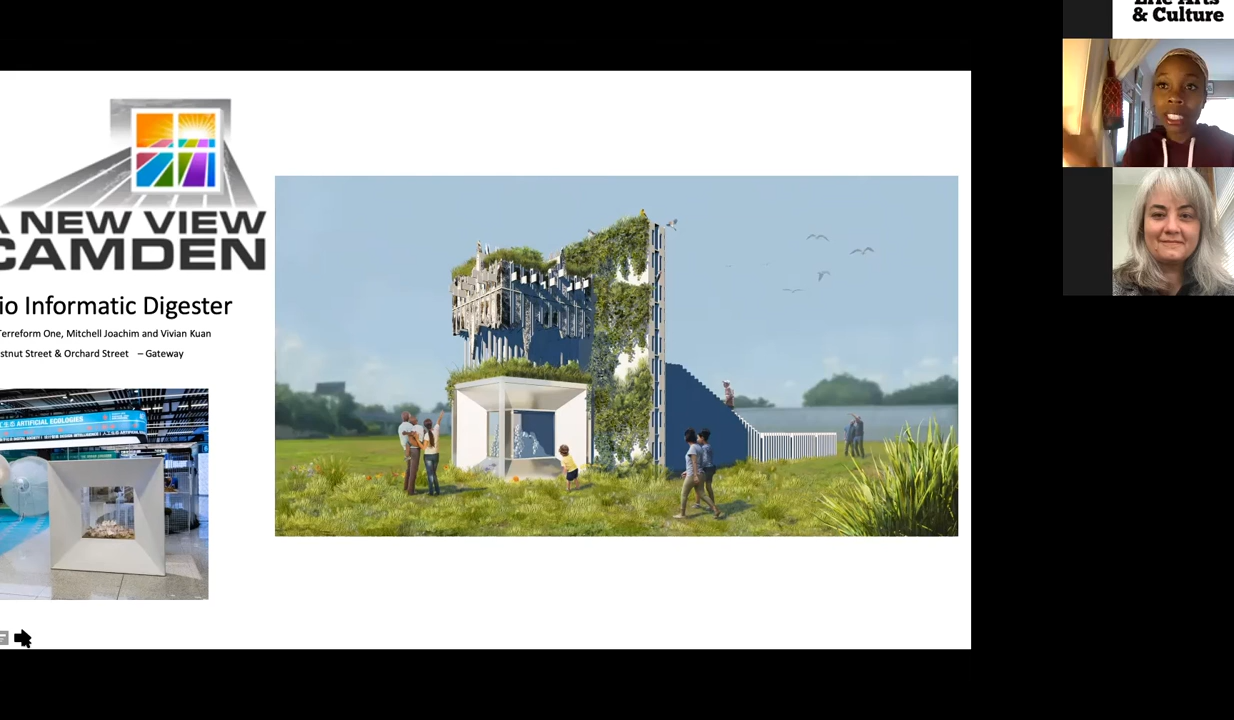 Erie Arts
& Culture
A NEW VIEW
CAMDEN
io Informatic Digester
Terreform One, Mitchell Joachim and Vivian Kuan
stnut Street & Orchard Street – Gateway
ARTIFICIAL ECOLOGIES